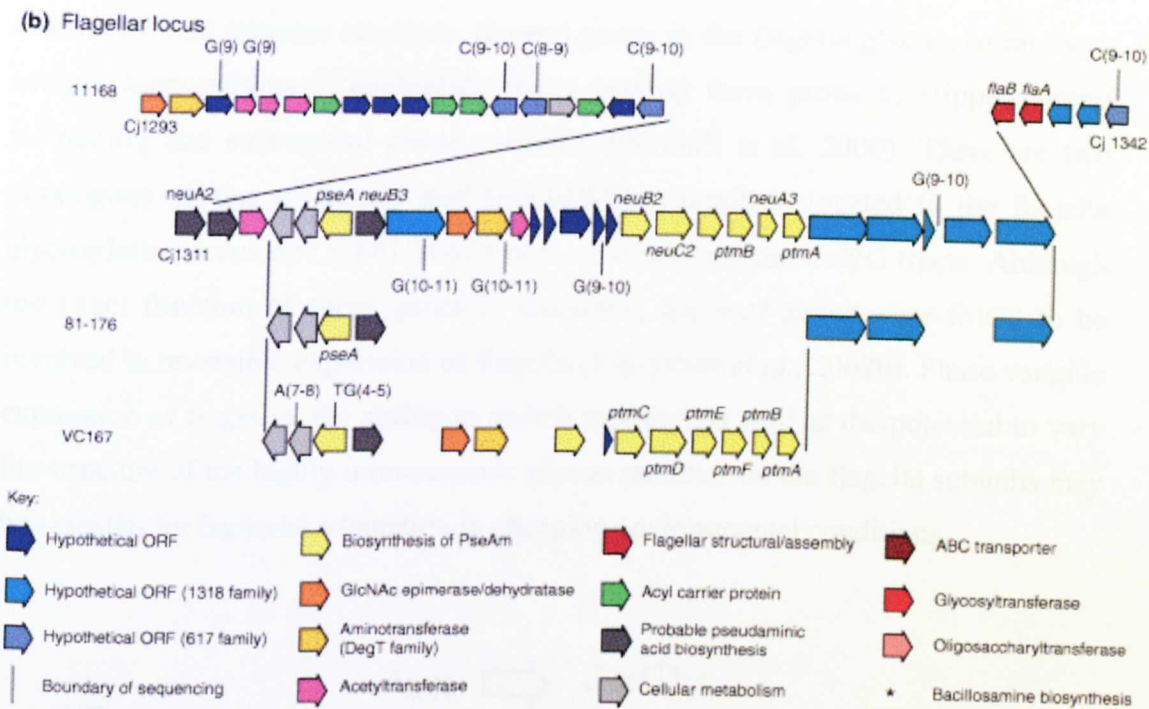 (b) Flagellar locus
G(9) G(9) C(9-10) C(8-9) C(9-10) C(9-10)
11168 flaB flaA
Cj1293 Cj 1342
G(9-10)
neuA2 pseA neuB3 neuB2 neuA3
Cj1311 neuC2 ptmB ptmA
G(10-11) G(10-11) G(9-10)
81-176
pseA
A(7-8) TG(4-5) ptmC ptmE ptmB
VC167
ptmD ptmF ptmA
Key:
Hypothetical ORF Biosynthesis of PseAm Flagellar structural/assembly ABC transporter
Hypothetical ORF (1318 family) GlcNAc epimerase/dehydratase Acyl carrier protein Glycosyltransferase
Hypothetical ORF (617 family) Aminotransferase Probable pseudaminic Oligosaccharyltransferase
(DegT family) acid biosynthesis
Boundary of sequencing Acetyltransferase Cellular metabolism * Bacillosamine biosynthesis